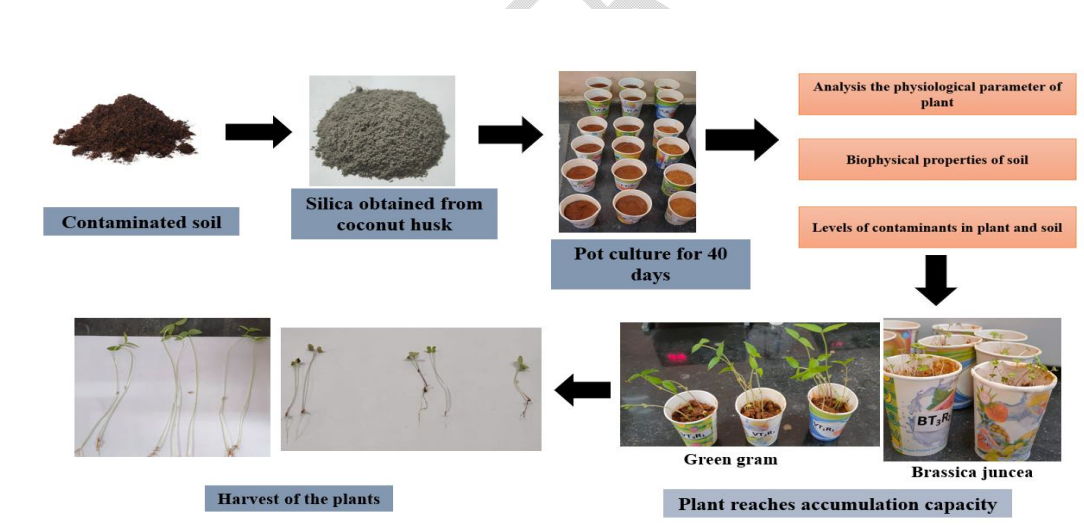 Analysis the physiological parameter of
plant
Biophysical properties of soil
Levels of contaminants in plant and soil
Contaminated soil
Silica obtained from
coconut husk
Pot culture for 40
days
VT₃R₁
BT₃R₃
Green gram
Brassica juncea
Harvest of the plants
Plant reaches accumulation capacity